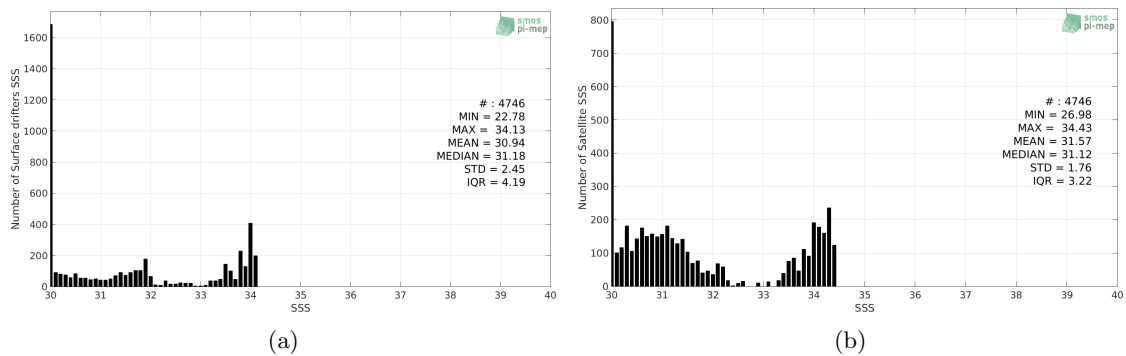 Number of Surface drifters SSS
1600
1400
1200
1000
800
600
400
200
0
30 31 32 33 34 35 36 37 38 39 40
SSS
smos
pi-mep
# : 4746
MIN = 22.78
MAX = 34.13
MEAN = 30.94
MEDIAN = 31.18
STD = 2.45
IQR = 4.19
(a)
Number of Satellite SSS
800
700
600
500
400
300
200
100
0
30 31 32 33 34 35 36 37 38 39 40
SSS
smos
pi-mep
# : 4746
MIN = 26.98
MAX = 34.43
MEAN = 31.57
MEDIAN = 31.12
STD = 1.76
IQR = 3.22
(b)